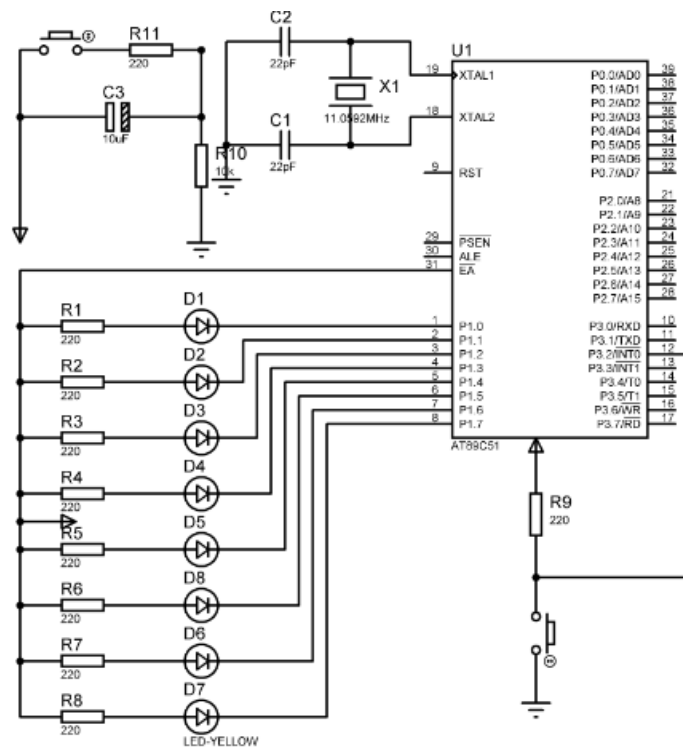 R11
220
C3
10uF
R10
10k
C2
22pF
X1
11.0592MHz
C1
22pF
U1
19
XTAL1
18
XTAL2
9
RST
29
PSEN
30
ALE
31
EA
1
P1.0
2
P1.1
3
P1.2
4
P1.3
5
P1.4
6
P1.5
7
P1.6
8
P1.7
P0.0/AD0
39
P0.1/AD1
38
P0.2/AD2
37
P0.3/AD3
36
P0.4/AD4
35
P0.5/AD5
34
P0.6/AD6
33
P0.7/AD7
32
P2.0/A8
21
P2.1/A9
22
P2.2/A10
23
P2.3/A11
24
P2.4/A12
25
P2.5/A13
26
P2.6/A14
27
P2.7/A15
28
P3.0/RXD
10
P3.1/TXD
11
P3.2/INT0
12
P3.3/INT1
13
P3.4/T0
14
P3.5/T1
15
P3.6/WR
16
P3.7/RD
17
AT89C51
R1
220
D1
R2
220
D2
R3
220
D3
R4
220
D4
R5
220
D5
R6
220
D8
R7
220
D6
R8
220
D7
LED-YELLOW
R9
220